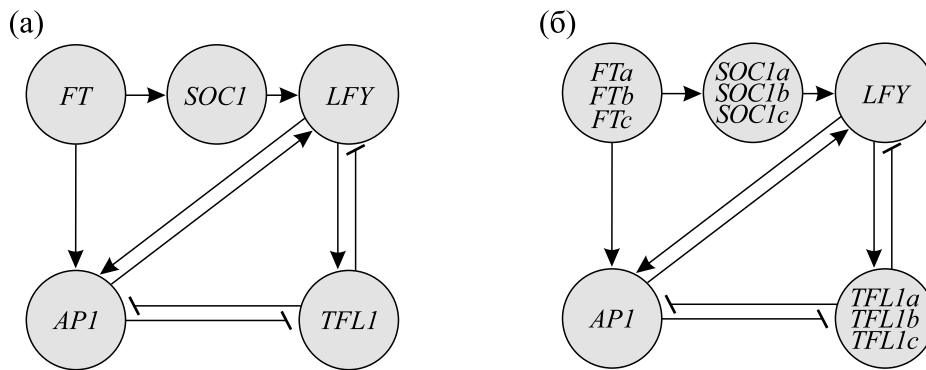 (а)
FT
SOC1
LFY
AP1
TFL1
(б)
FTa
FTb
FTc
SOC1a
SOC1b
SOC1c
LFY
AP1
TFL1a
TFL1b
TFL1c